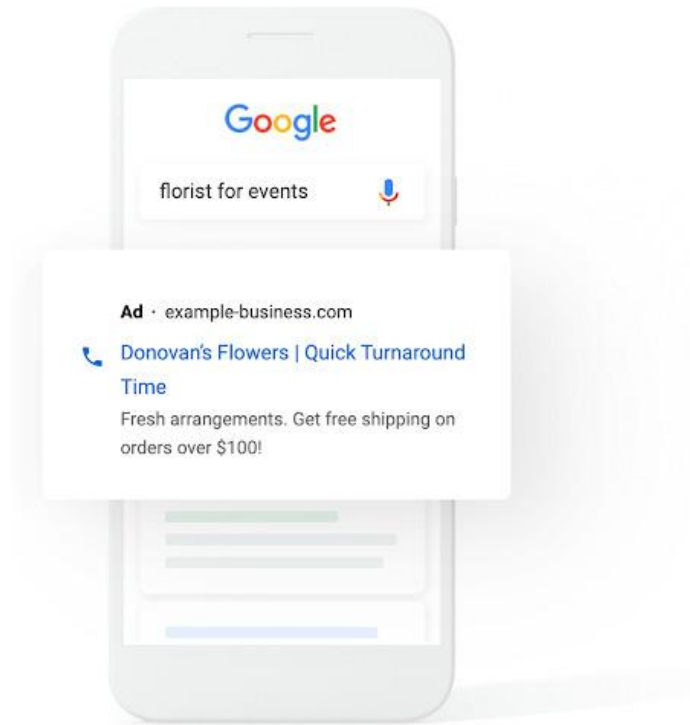 Google
florist for events
Ad · example-business.com
Donovan's Flowers | Quick Turnaround
Time
Fresh arrangements. Get free shipping on
orders over $100!